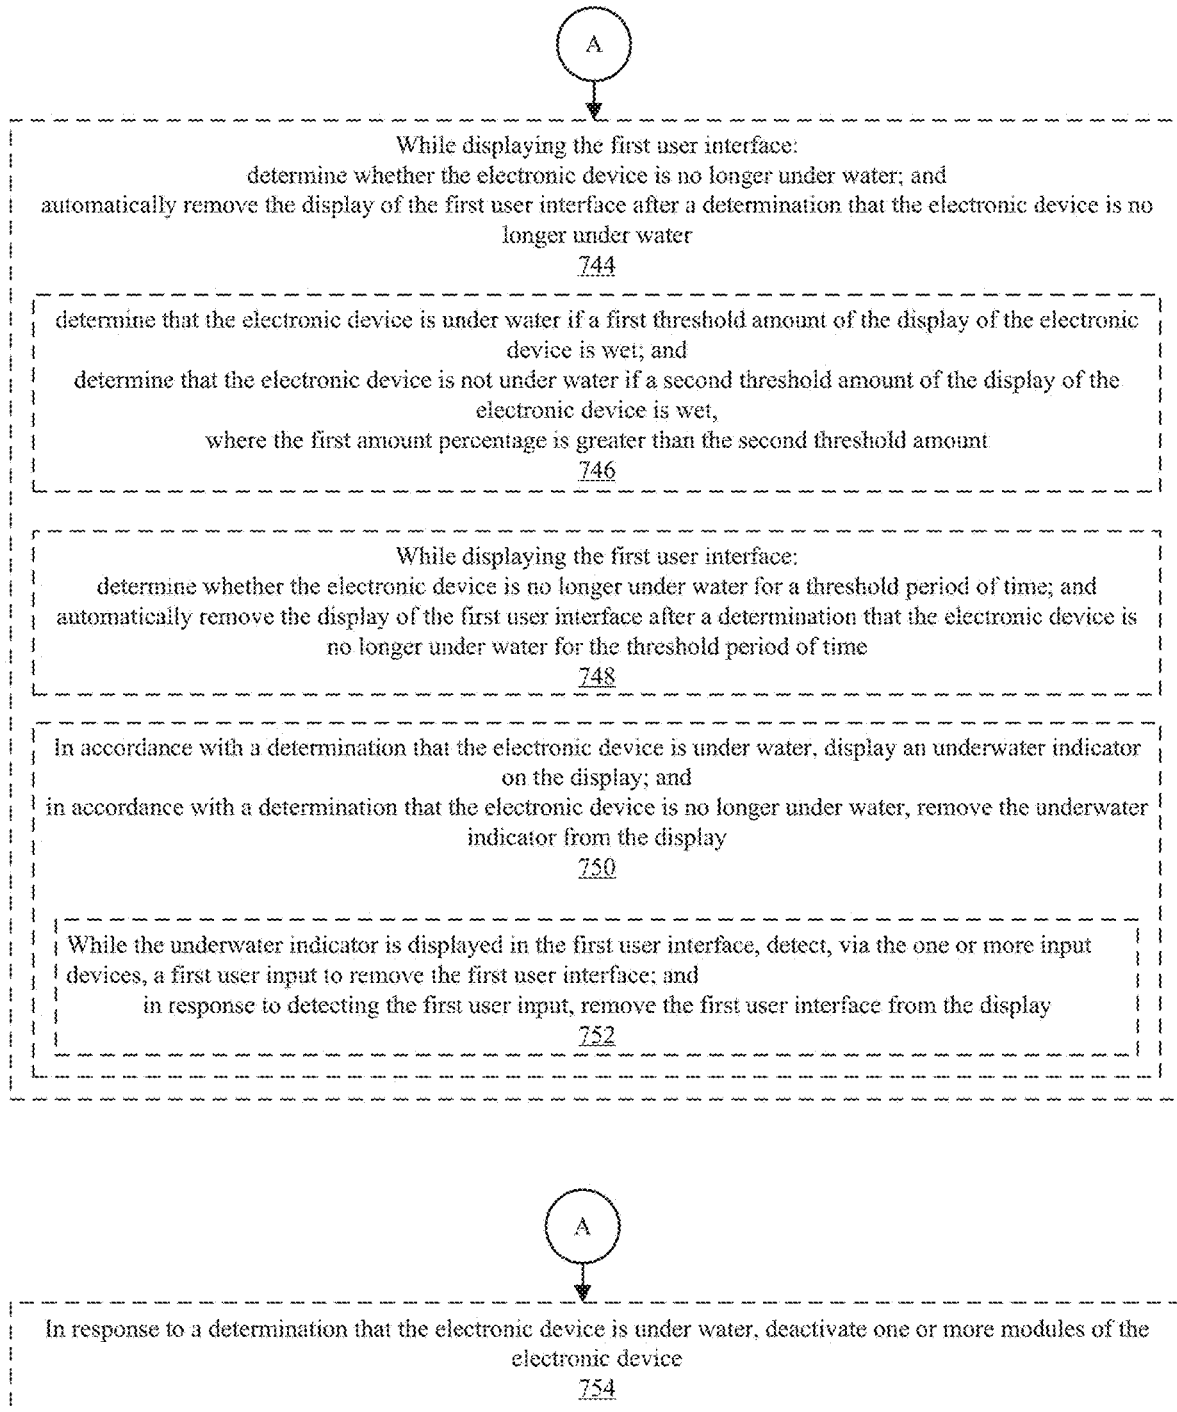 A
While displaying the first user interface:
determine whether the electronic device is no longer under water; and
automatically remove the display of the first user interface after a determination that the electronic device is no
longer under water
744
determine that the electronic device is under water if a first threshold amount of the display of the electronic
device is wet; and
determine that the electronic device is not under water if a second threshold amount of the display of the
electronic device is wet,
where the first amount percentage is greater than the second threshold amount
746
While displaying the first user interface:
determine whether the electronic device is no longer under water for a threshold period of time; and
automatically remove the display of the first user interface after a determination that the electronic device is
no longer under water for the threshold period of time
748
In accordance with a determination that the electronic device is under water, display an underwater indicator
on the display; and
in accordance with a determination that the electronic device is no longer under water, remove the underwater
indicator from the display
750
While the underwater indicator is displayed in the first user interface, detect, via the one or more input
devices, a first user input to remove the first user interface; and
in response to detecting the first user input, remove the first user interface from the display
752
A
In response to a determination that the electronic device is under water, deactivate one or more modules of the
electronic device
754